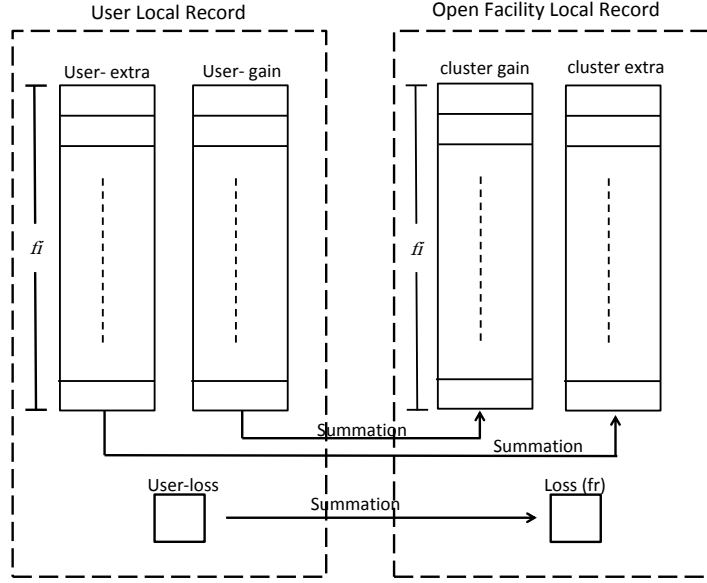 User Local Record
Open Facility Local Record
User- extra
User- gain
cluster gain
cluster extra
fi
fi
Summation
Summation
User-loss
Summation
Loss (fr)